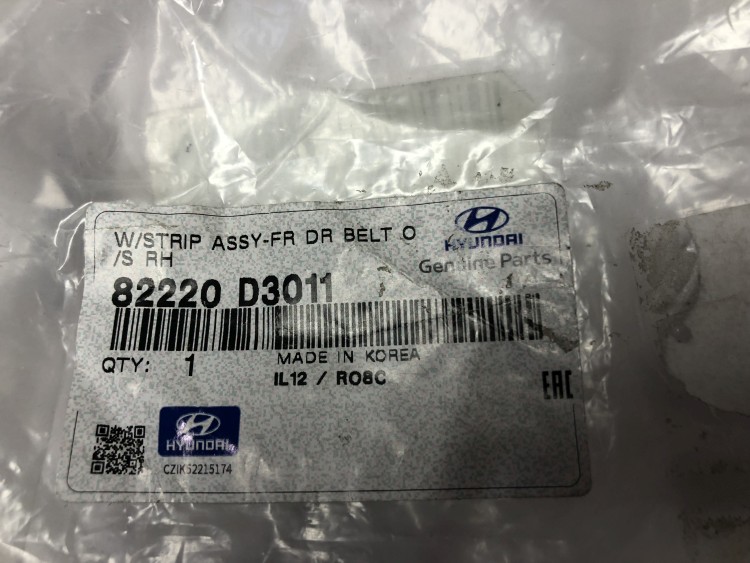 W/STRIP ASSY-FR DR BELT O
/S RH
HYUNDAI
Genuine Parts
82220 D3011
QTY: 1
MADE IN KOREA
IL12 / R08C
EAC
HYUNDAI
CZIK52215174